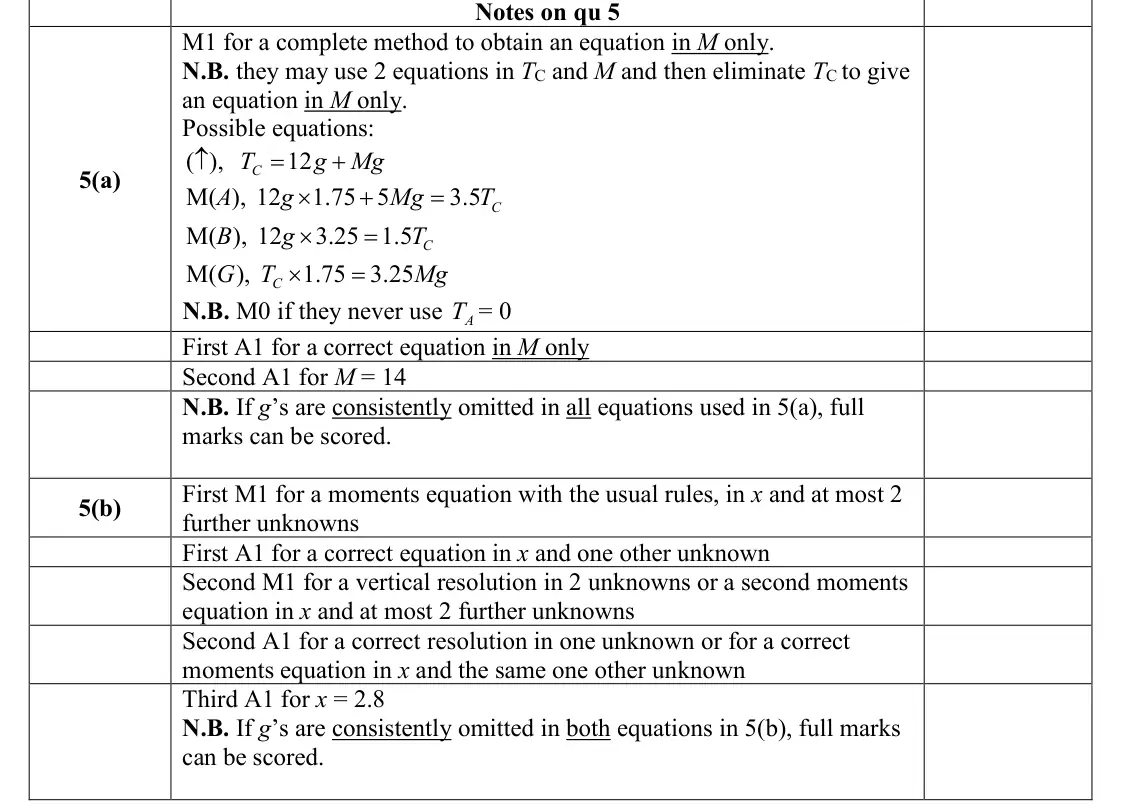 Notes on qu 5
M1 for a complete method to obtain an equation in M only.
N.B. they may use 2 equations in T_C and M and then eliminate T_C to give
an equation in M only.
Possible equations:
(↑), T_C = 12g + Mg
5(a)
M(A), 12g × 1.75 + 5Mg = 3.5T_C
M(B), 12g × 3.25 = 1.5T_C
M(G), T_C × 1.75 = 3.25Mg
N.B. M0 if they never use T_A = 0
First A1 for a correct equation in M only
Second A1 for M = 14
N.B. If g’s are consistently omitted in all equations used in 5(a), full
marks can be scored.
5(b)
First M1 for a moments equation with the usual rules, in x and at most 2
further unknowns
First A1 for a correct equation in x and one other unknown
Second M1 for a vertical resolution in 2 unknowns or a second moments
equation in x and at most 2 further unknowns
Second A1 for a correct resolution in one unknown or for a correct
moments equation in x and the same one other unknown
Third A1 for x = 2.8
N.B. If g’s are consistently omitted in both equations in 5(b), full marks
can be scored.